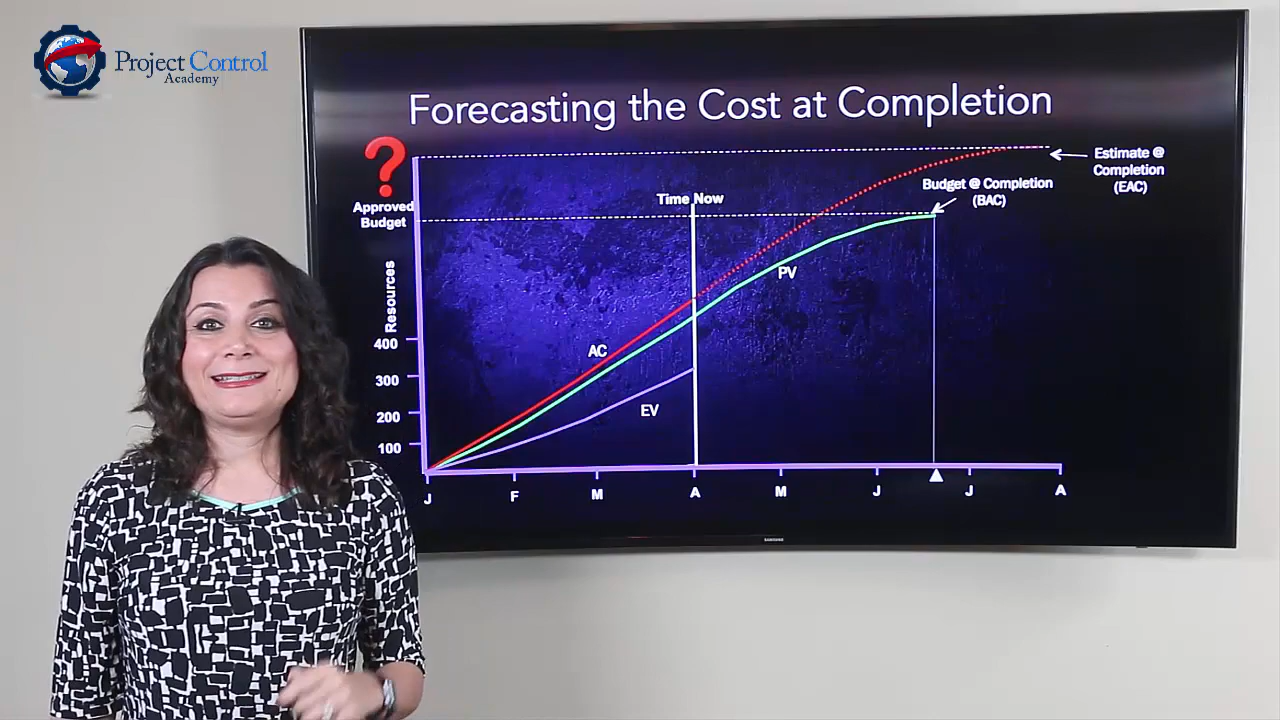 Project Control
Academy
Forecasting the Cost at Completion
Estimate @
Completion
(EAC)
Budget @ Completion
(BAC)
Approved
Budget
Time Now
Resources
PV
400
AC
300
EV
200
100
J
F
M
A
M
J
J
A
SAMSUNG